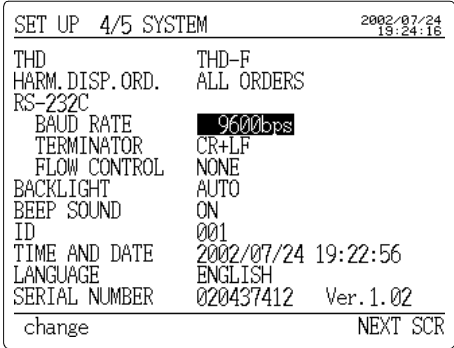 SET UP 4/5 SYSTEM 2002/07/24
19:24:16
THD THD-F
HARM.DISP.ORD. ALL ORDERS
RS-232C
BAUD RATE 9600bps
TERMINATOR CR+LF
FLOW CONTROL NONE
BACKLIGHT AUTO
BEEP SOUND ON
ID 001
TIME AND DATE 2002/07/24 19:22:56
LANGUAGE ENGLISH
SERIAL NUMBER 020437412 Ver.1.02
change NEXT SCR